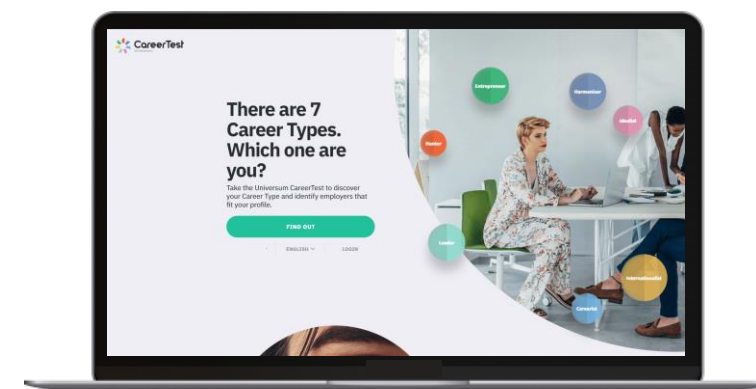 CareerTest
There are 7
Career Types.
Which one are
you?
Take the Universum CareerTest to discover
your Career Type and identify employers that
fit your profile.
FIND OUT
ENGLISH
LOGIN
Entrepreneur
Harmoniser
Idealist
Hunter
Leader
Internationalist
Careerist